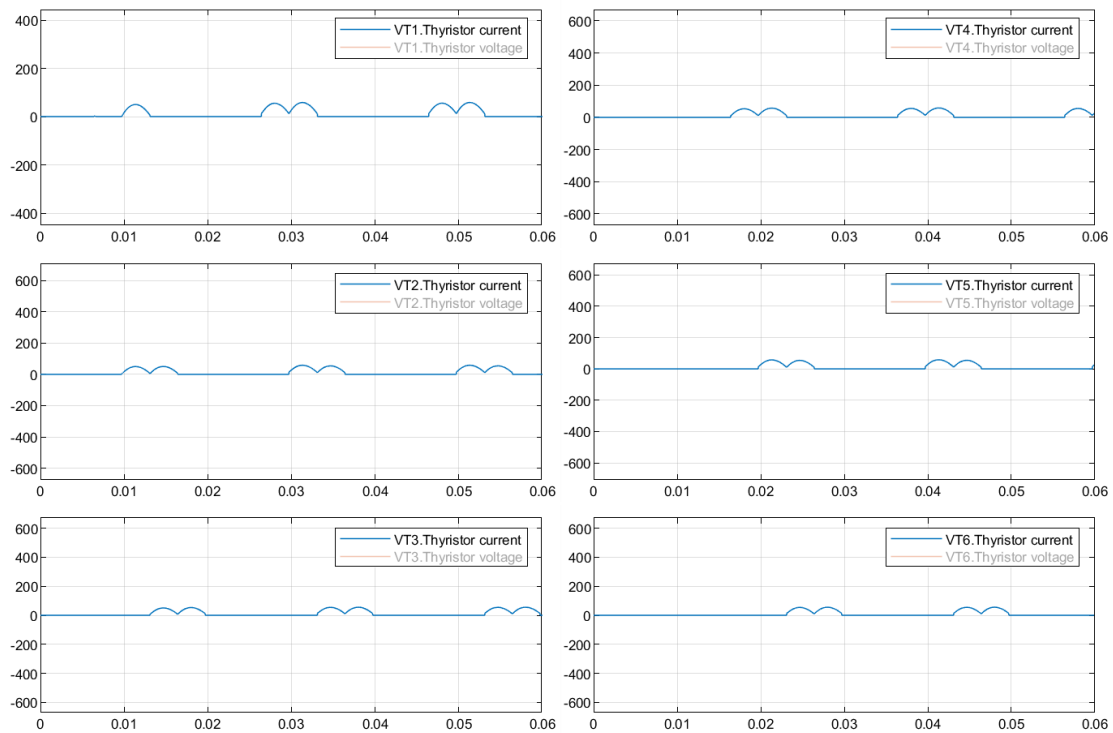 VT1.Thyristor current
VT1.Thyristor voltage
400
200
0
-200
-400
0 0.01 0.02 0.03 0.04 0.05 0.06
VT4.Thyristor current
VT4.Thyristor voltage
600
400
200
0
-200
-400
-600
0 0.01 0.02 0.03 0.04 0.05 0.06
VT2.Thyristor current
VT2.Thyristor voltage
600
400
200
0
-200
-400
-600
0 0.01 0.02 0.03 0.04 0.05 0.06
VT5.Thyristor current
VT5.Thyristor voltage
600
400
200
0
-200
-400
-600
0 0.01 0.02 0.03 0.04 0.05 0.06
VT3.Thyristor current
VT3.Thyristor voltage
600
400
200
0
-200
-400
-600
0 0.01 0.02 0.03 0.04 0.05 0.06
VT6.Thyristor current
VT6.Thyristor voltage
600
400
200
0
-200
-400
-600
0 0.01 0.02 0.03 0.04 0.05 0.06